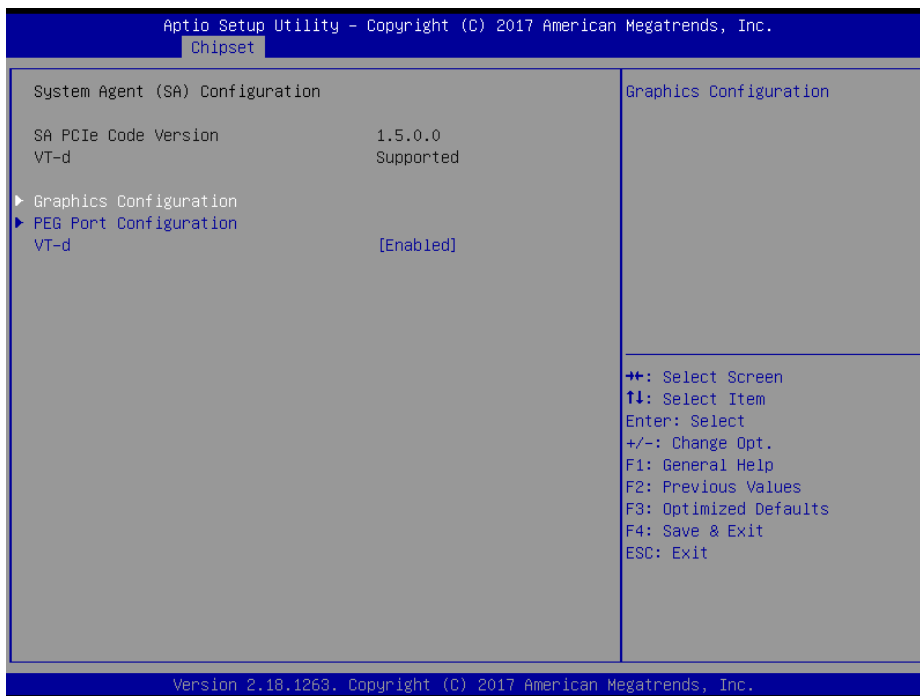 Aptio Setup Utility – Copyright (C) 2017 American Megatrends, Inc.
Chipset
System Agent (SA) Configuration
SA PCIe Code Version 1.5.0.0
VT-d Supported
▶ Graphics Configuration
▶ PEG Port Configuration
VT-d [Enabled]
Graphics Configuration
→←: Select Screen
↑↓: Select Item
Enter: Select
+/-: Change Opt.
F1: General Help
F2: Previous Values
F3: Optimized Defaults
F4: Save & Exit
ESC: Exit
Version 2.18.1263. Copyright (C) 2017 American Megatrends, Inc.